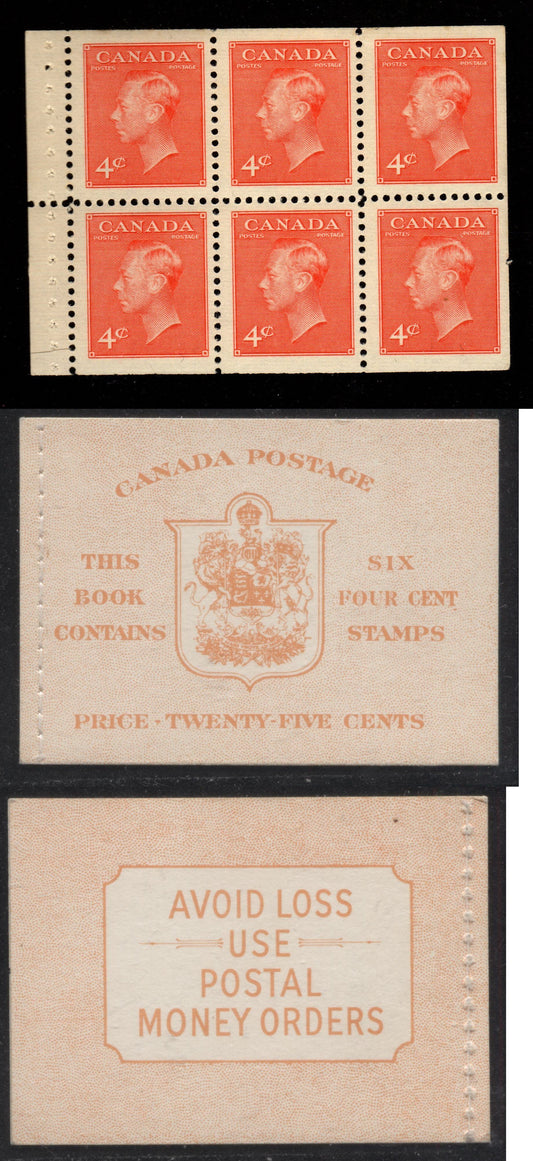 CANADA CANADA CANADA
POSTES POSTAGE POSTES POSTAGE POSTES POSTAGE
4¢ 4¢ 4¢
CANADA CANADA CANADA
POSTES POSTAGE POSTES POSTAGE POSTES POSTAGE
4¢ 4¢ 4¢
CANADA POSTAGE
THIS
BOOK
CONTAINS
SIX
FOUR CENT
STAMPS
PRICE · TWENTY-FIVE CENTS
AVOID LOSS
USE
POSTAL
MONEY ORDERS